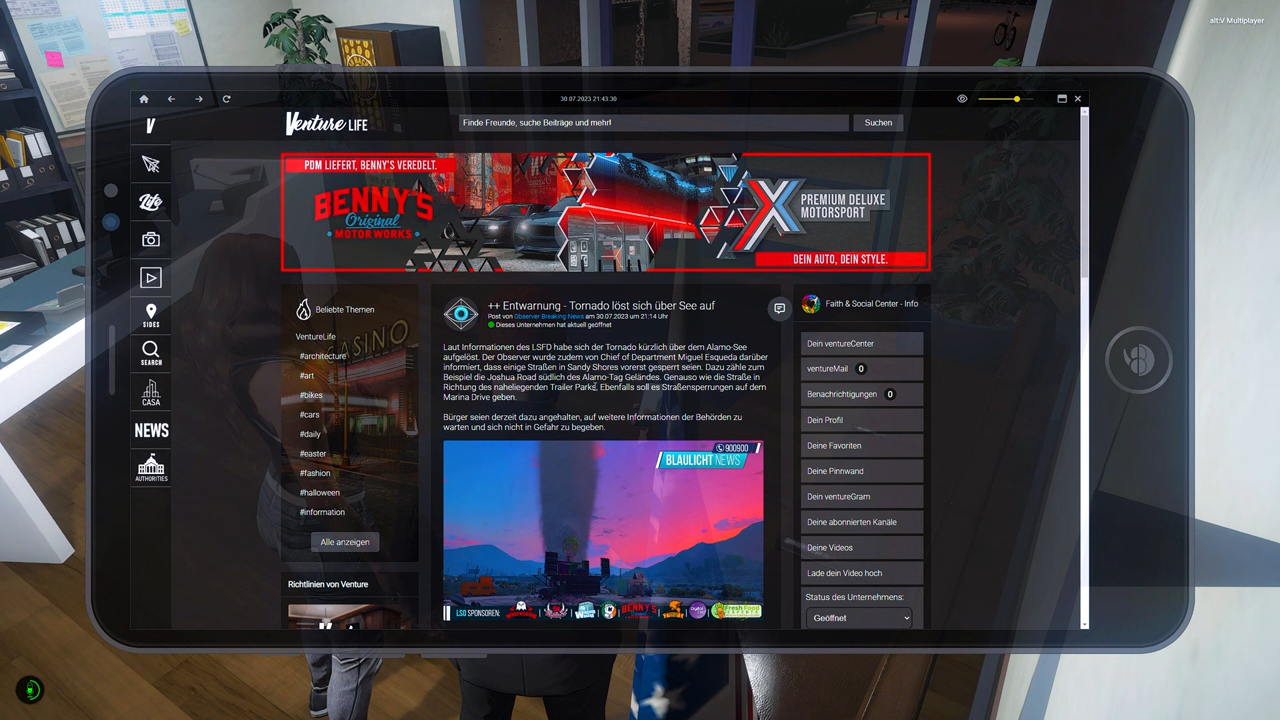 alt:V Multiplayer
30.07.2023 21:43:30
Venture LIFE
Finde Freunde, suche Beiträge und mehr!
Suchen
PDM LIEFERT, BENNY'S VEREDELT.
BENNY'S
Original
MOTOR WORKS
X
PREMIUM DELUXE
MOTORSPORT
DEIN AUTO, DEIN STYLE.
V
Life
SIDES
SEARCH
CASA
NEWS
AUTHORITIES
Beliebte Themen
VentureLife
#architecture
#art
#bikes
#cars
#daily
#easter
#fashion
#halloween
#information
Alle anzeigen
Richtlinien von Venture
CASINO
++ Entwarnung - Tornado löst sich über See auf
Post von Observer Breaking News am 30.07.2023 um 21:14 Uhr
Dieses Unternehmen hat aktuell geöffnet
Laut Informationen des LSFD habe sich der Tornado kürzlich über dem Alamo-See
aufgelöst. Der Observer wurde zudem von Chief of Department Miguel Esqueda darüber
informiert, dass einige Straßen in Sandy Shores vorerst gesperrt seien. Dazu zähle zum
Beispiel die Joshua Road südlich des Alamo-Tag Geländes. Genauso wie die Straße in
Richtung des naheliegenden Trailer Parks. Ebenfalls soll es Straßensperrungen auf dem
Marina Drive geben.
Bürger seien derzeit dazu angehalten, auf weitere Informationen der Behörden zu
warten und sich nicht in Gefahr zu begeben.
900900
BLAULICHT NEWS
LSO SPONSOREN:
BENNY'S
Digital
Fresh Food
Faith & Social Center - Info
Dein ventureCenter
ventureMail 0
Benachrichtigungen 0
Dein Profil
Deine Favoriten
Deine Pinnwand
Dein ventureGram
Deine abonnierten Kanäle
Deine Videos
Lade dein Video hoch
Status des Unternehmens:
Geöffnet